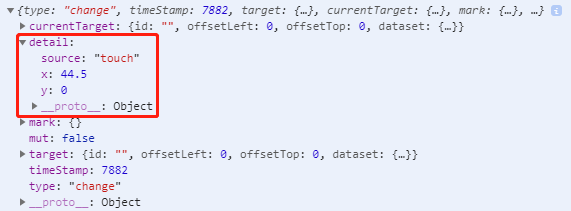 ▼ {type: "change", timeStamp: 7882, target: {…}, currentTarget: {…}, mark: {…}, …} i
▶ currentTarget: {id: "", offsetLeft: 0, offsetTop: 0, dataset: {…}}
▼ detail:
source: "touch"
x: 44.5
y: 0
▶ __proto__: Object
▶ mark: {}
mut: false
▶ target: {id: "", offsetLeft: 0, offsetTop: 0, dataset: {…}}
timeStamp: 7882
type: "change"
▶ __proto__: Object